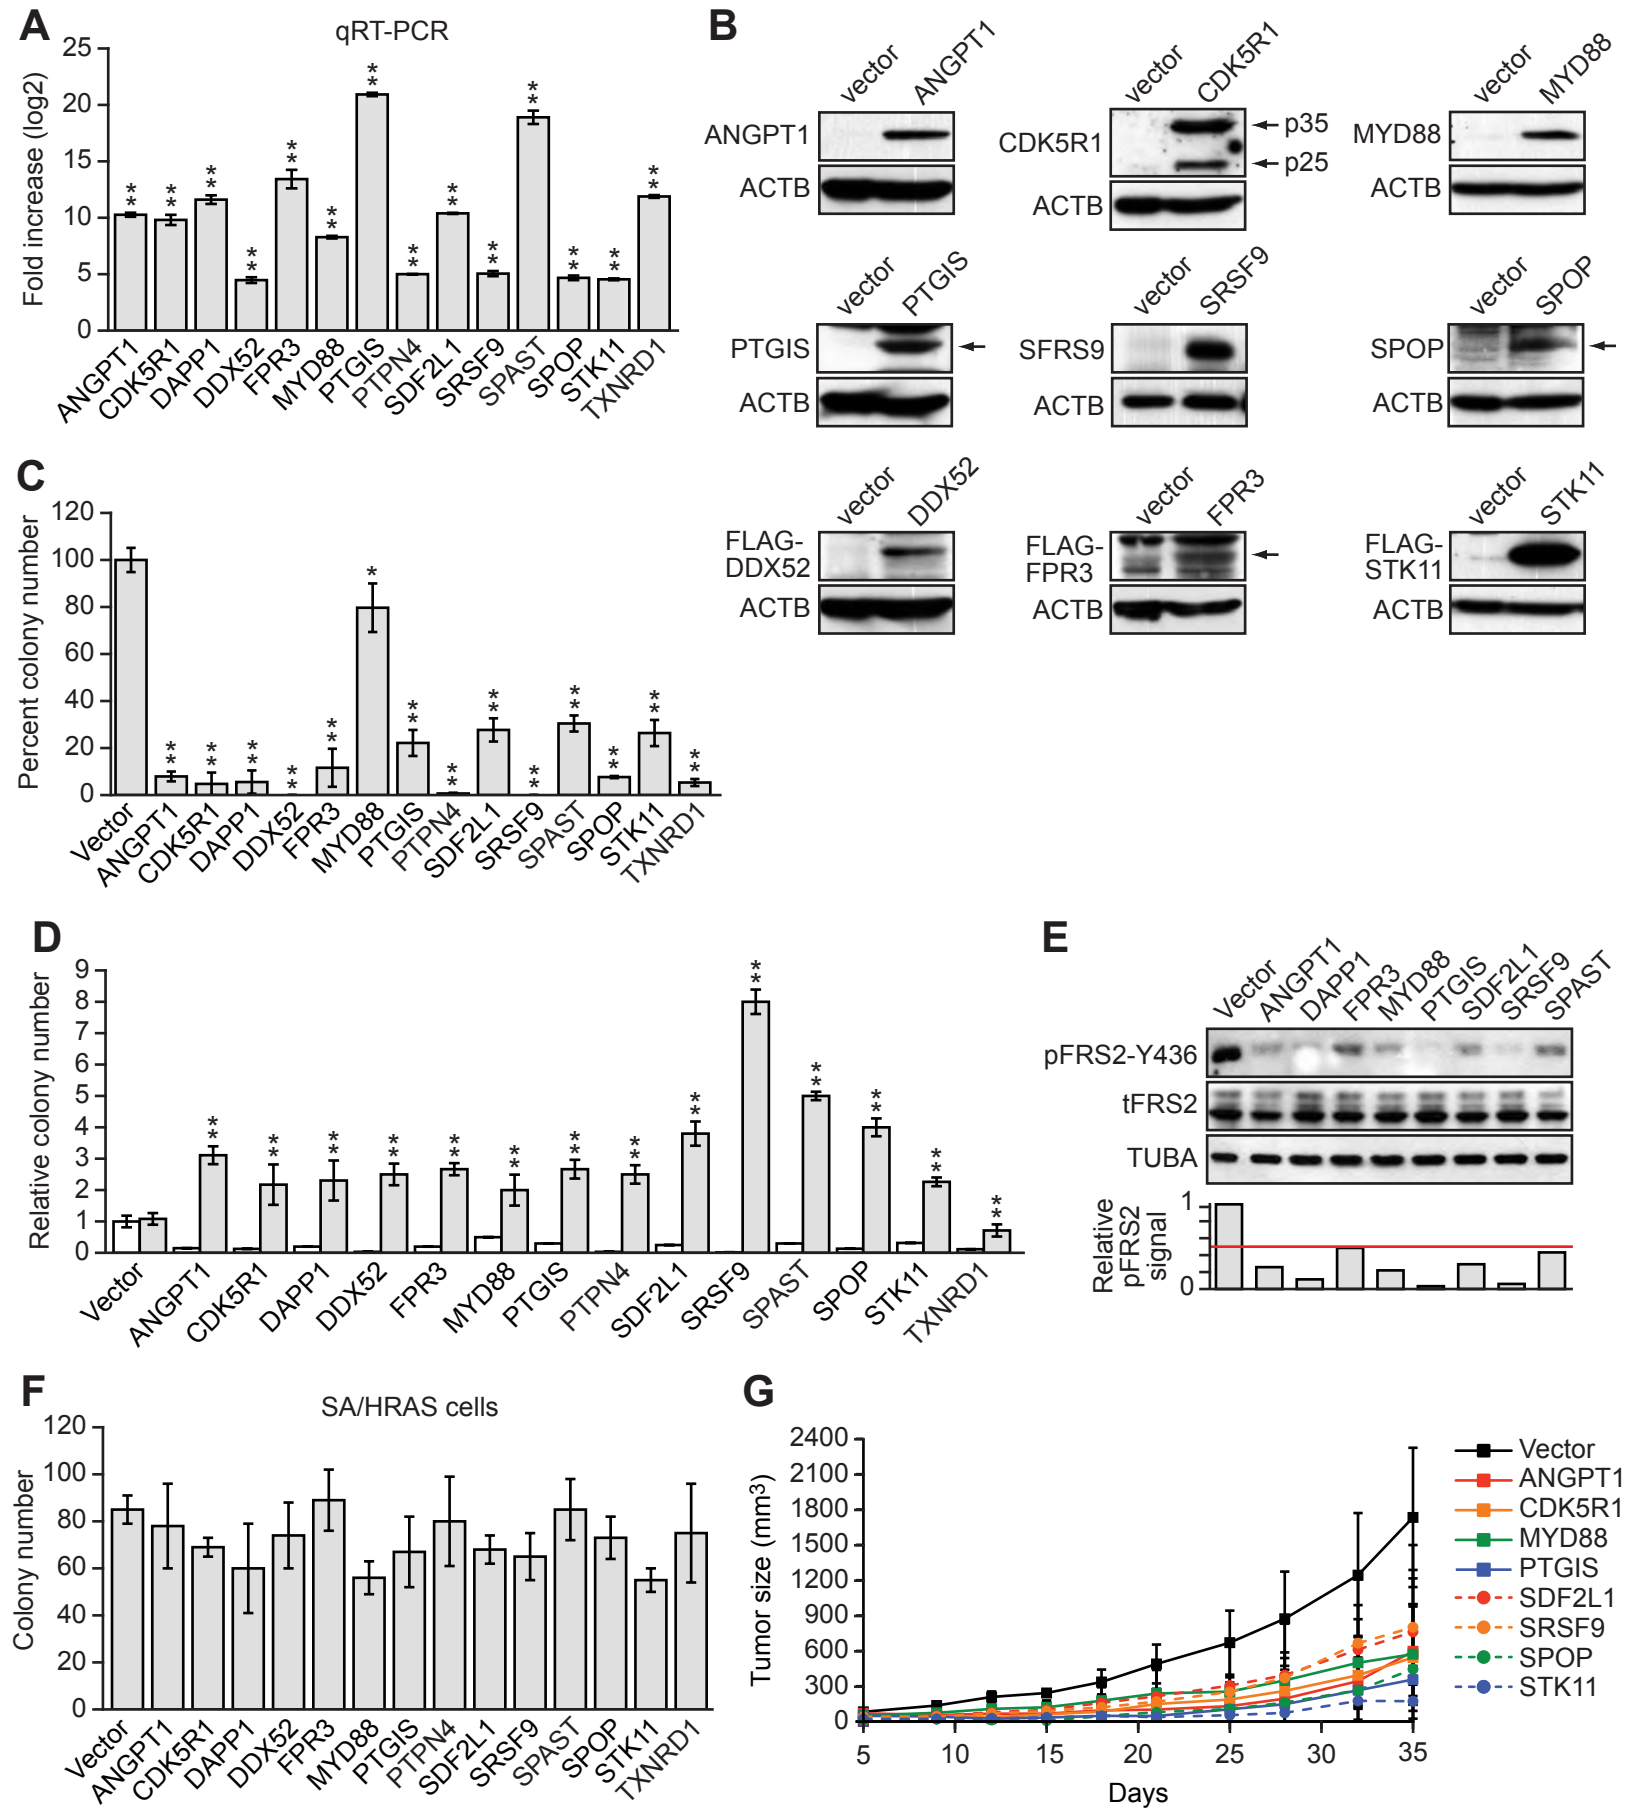 A
qRT-PCR
Fold increase (log2)
25
20
15
10
5
0
** ** ** ** ** ** ** ** ** ** ** ** ** **
ANGPT1 CDK5R1 DAPP1 DDX52 FPR3 MYD88 PTGIS PTPN4 SDF2L1 SRSF9 SPAST SPOP STK11 TXNRD1
B
vector ANGPT1
ANGPT1
ACTB
vector CDK5R1
CDK5R1
p35
p25
ACTB
vector MYD88
MYD88
ACTB
vector PTGIS
PTGIS
ACTB
vector SRSF9
SFRS9
ACTB
vector SPOP
SPOP
ACTB
vector DDX52
FLAG-
DDX52
ACTB
vector FPR3
FLAG-
FPR3
ACTB
vector STK11
FLAG-
STK11
ACTB
C
Percent colony number
120
100
80
60
40
20
0
** ** ** ** ** * ** ** ** ** ** ** ** **
Vector ANGPT1 CDK5R1 DAPP1 DDX52 FPR3 MYD88 PTGIS PTPN4 SDF2L1 SRSF9 SPAST SPOP STK11 TXNRD1
D
Relative colony number
9
8
7
6
5
4
3
2
1
0
** ** ** ** ** ** ** ** ** ** ** ** ** **
Vector ANGPT1 CDK5R1 DAPP1 DDX52 FPR3 MYD88 PTGIS PTPN4 SDF2L1 SRSF9 SPAST SPOP STK11 TXNRD1
E
Vector ANGPT1 DAPP1 FPR3 MYD88 PTGIS SDF2L1 SRSF9 SPAST
pFRS2-Y436
tFRS2
TUBA
Relative
pFRS2
signal
1
0
F
SA/HRAS cells
Colony number
120
100
80
60
40
20
0
Vector ANGPT1 CDK5R1 DAPP1 DDX52 FPR3 MYD88 PTGIS PTPN4 SDF2L1 SRSF9 SPAST SPOP STK11 TXNRD1
G
Tumor size (mm3)
2400
2100
1800
1500
1200
900
600
300
0
5 10 15 20 25 30 35
Days
Vector
ANGPT1
CDK5R1
MYD88
PTGIS
SDF2L1
SRSF9
SPOP
STK11